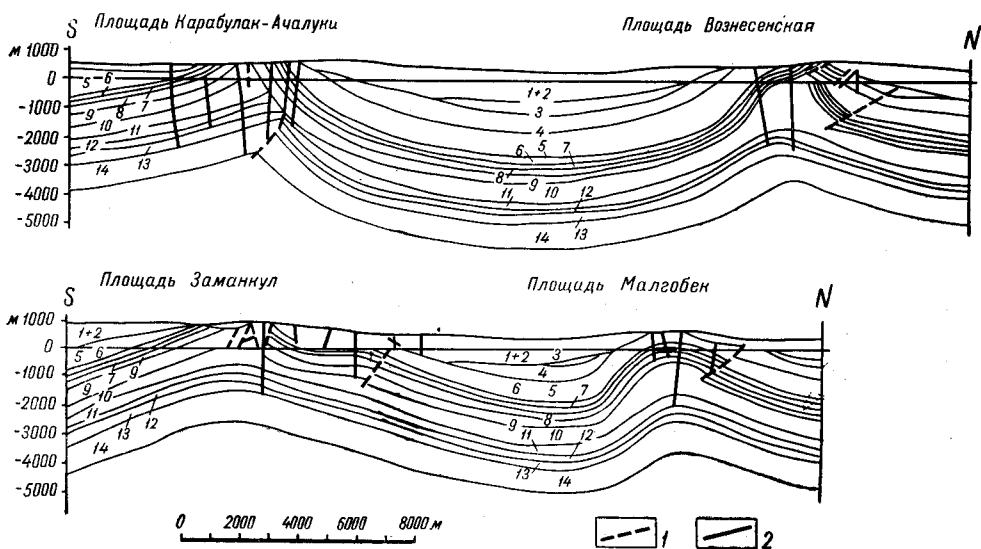 S Площадь Карабулак-Ачалуки Площадь Вознесенская N
м 1000
0
-1000
-2000
-3000
-4000
-5000
5 6 9 8 7 10 11 12 13 14
1+2 3 4 5 6 7 8 9 10 11 12 13 14
S Площадь Заманкул Площадь Малгобек N
м 1000
0
-1000
-2000
-3000
-4000
-5000
1+2 5 6 7 9 9 10 11 12 13 14
1+2 3 4 6 5 7 8 9 10 11 12 13 14
0 2000 4000 6000 8000 м
1 2